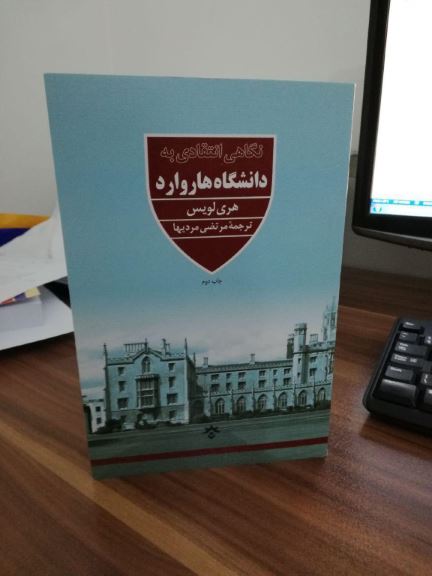 نگاهی انتقادی به
دانشگاه هاروارد
هری لویس
ترجمهٔ مرتضی مردیها
چاپ دوم